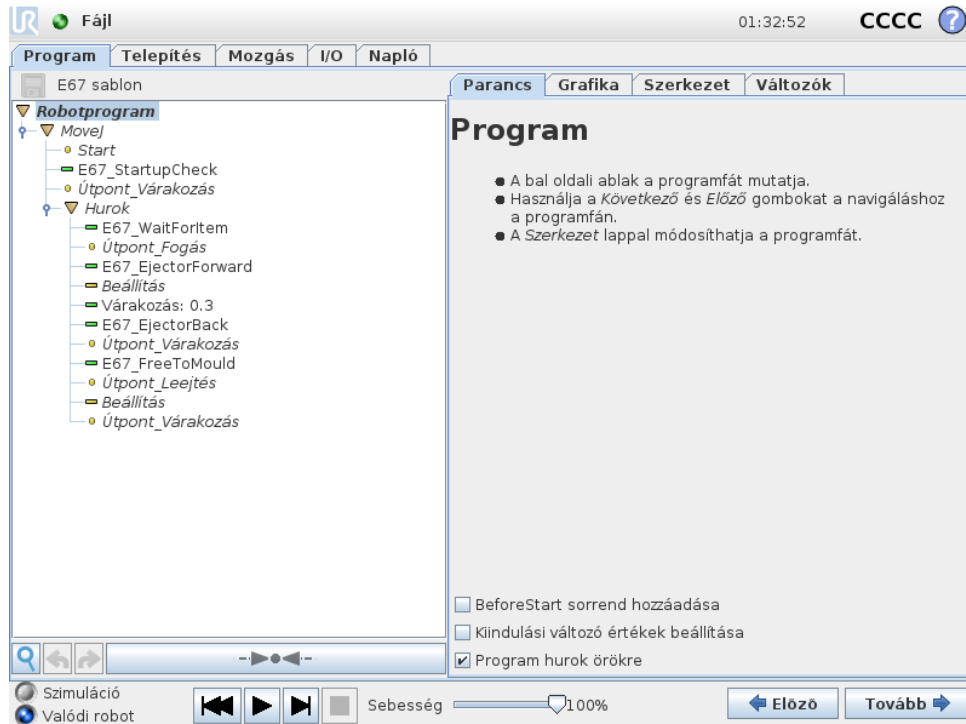 UR Fájl 01:32:52 CCCC ?
Program Telepítés Mozgás I/O Napló
E67 sablon
Robotprogram
MoveJ
Start
E67_StartupCheck
Útpont_Várakozás
Hurok
E67_WaitForItem
Útpont_Fogás
E67_EjectorForward
Beállítás
Várakozás: 0.3
E67_EjectorBack
Útpont_Várakozás
E67_FreeToMould
Útpont_Leejtés
Beállítás
Útpont_Várakozás
Parancs Grafika Szerkezet Változók
Program
A bal oldali ablak a programfát mutatja.
Használja a Következő és Előző gombokat a navigáláshoz
a programfán.
A Szerkezet lappal módosíthatja a programfát.
BeforeStart sorrend hozzáadása
Kiindulási változó értékek beállítása
Program hurok örökre
Szimuláció
Valódi robot
Sebesség 100%
Előző Tovább